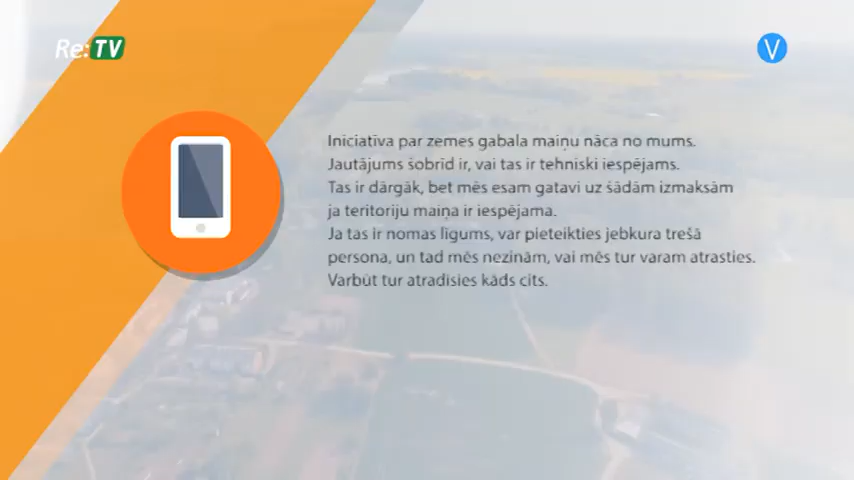 Re:TV
V
Iniciatīva par zemes gabala maiņu nāca no mums.
Jautājums šobrīd ir, vai tas ir tehniski iespējams.
Tas ir dārgāk, bet mēs esam gatavi uz šādām izmaksām
ja teritoriju maiņa ir iespējama.
Ja tas ir nomas līgums, var pieteikties jebkura trešā
persona, un tad mēs nezinām, vai mēs tur varam atrasties.
Varbūt tur atradīsies kāds cits.